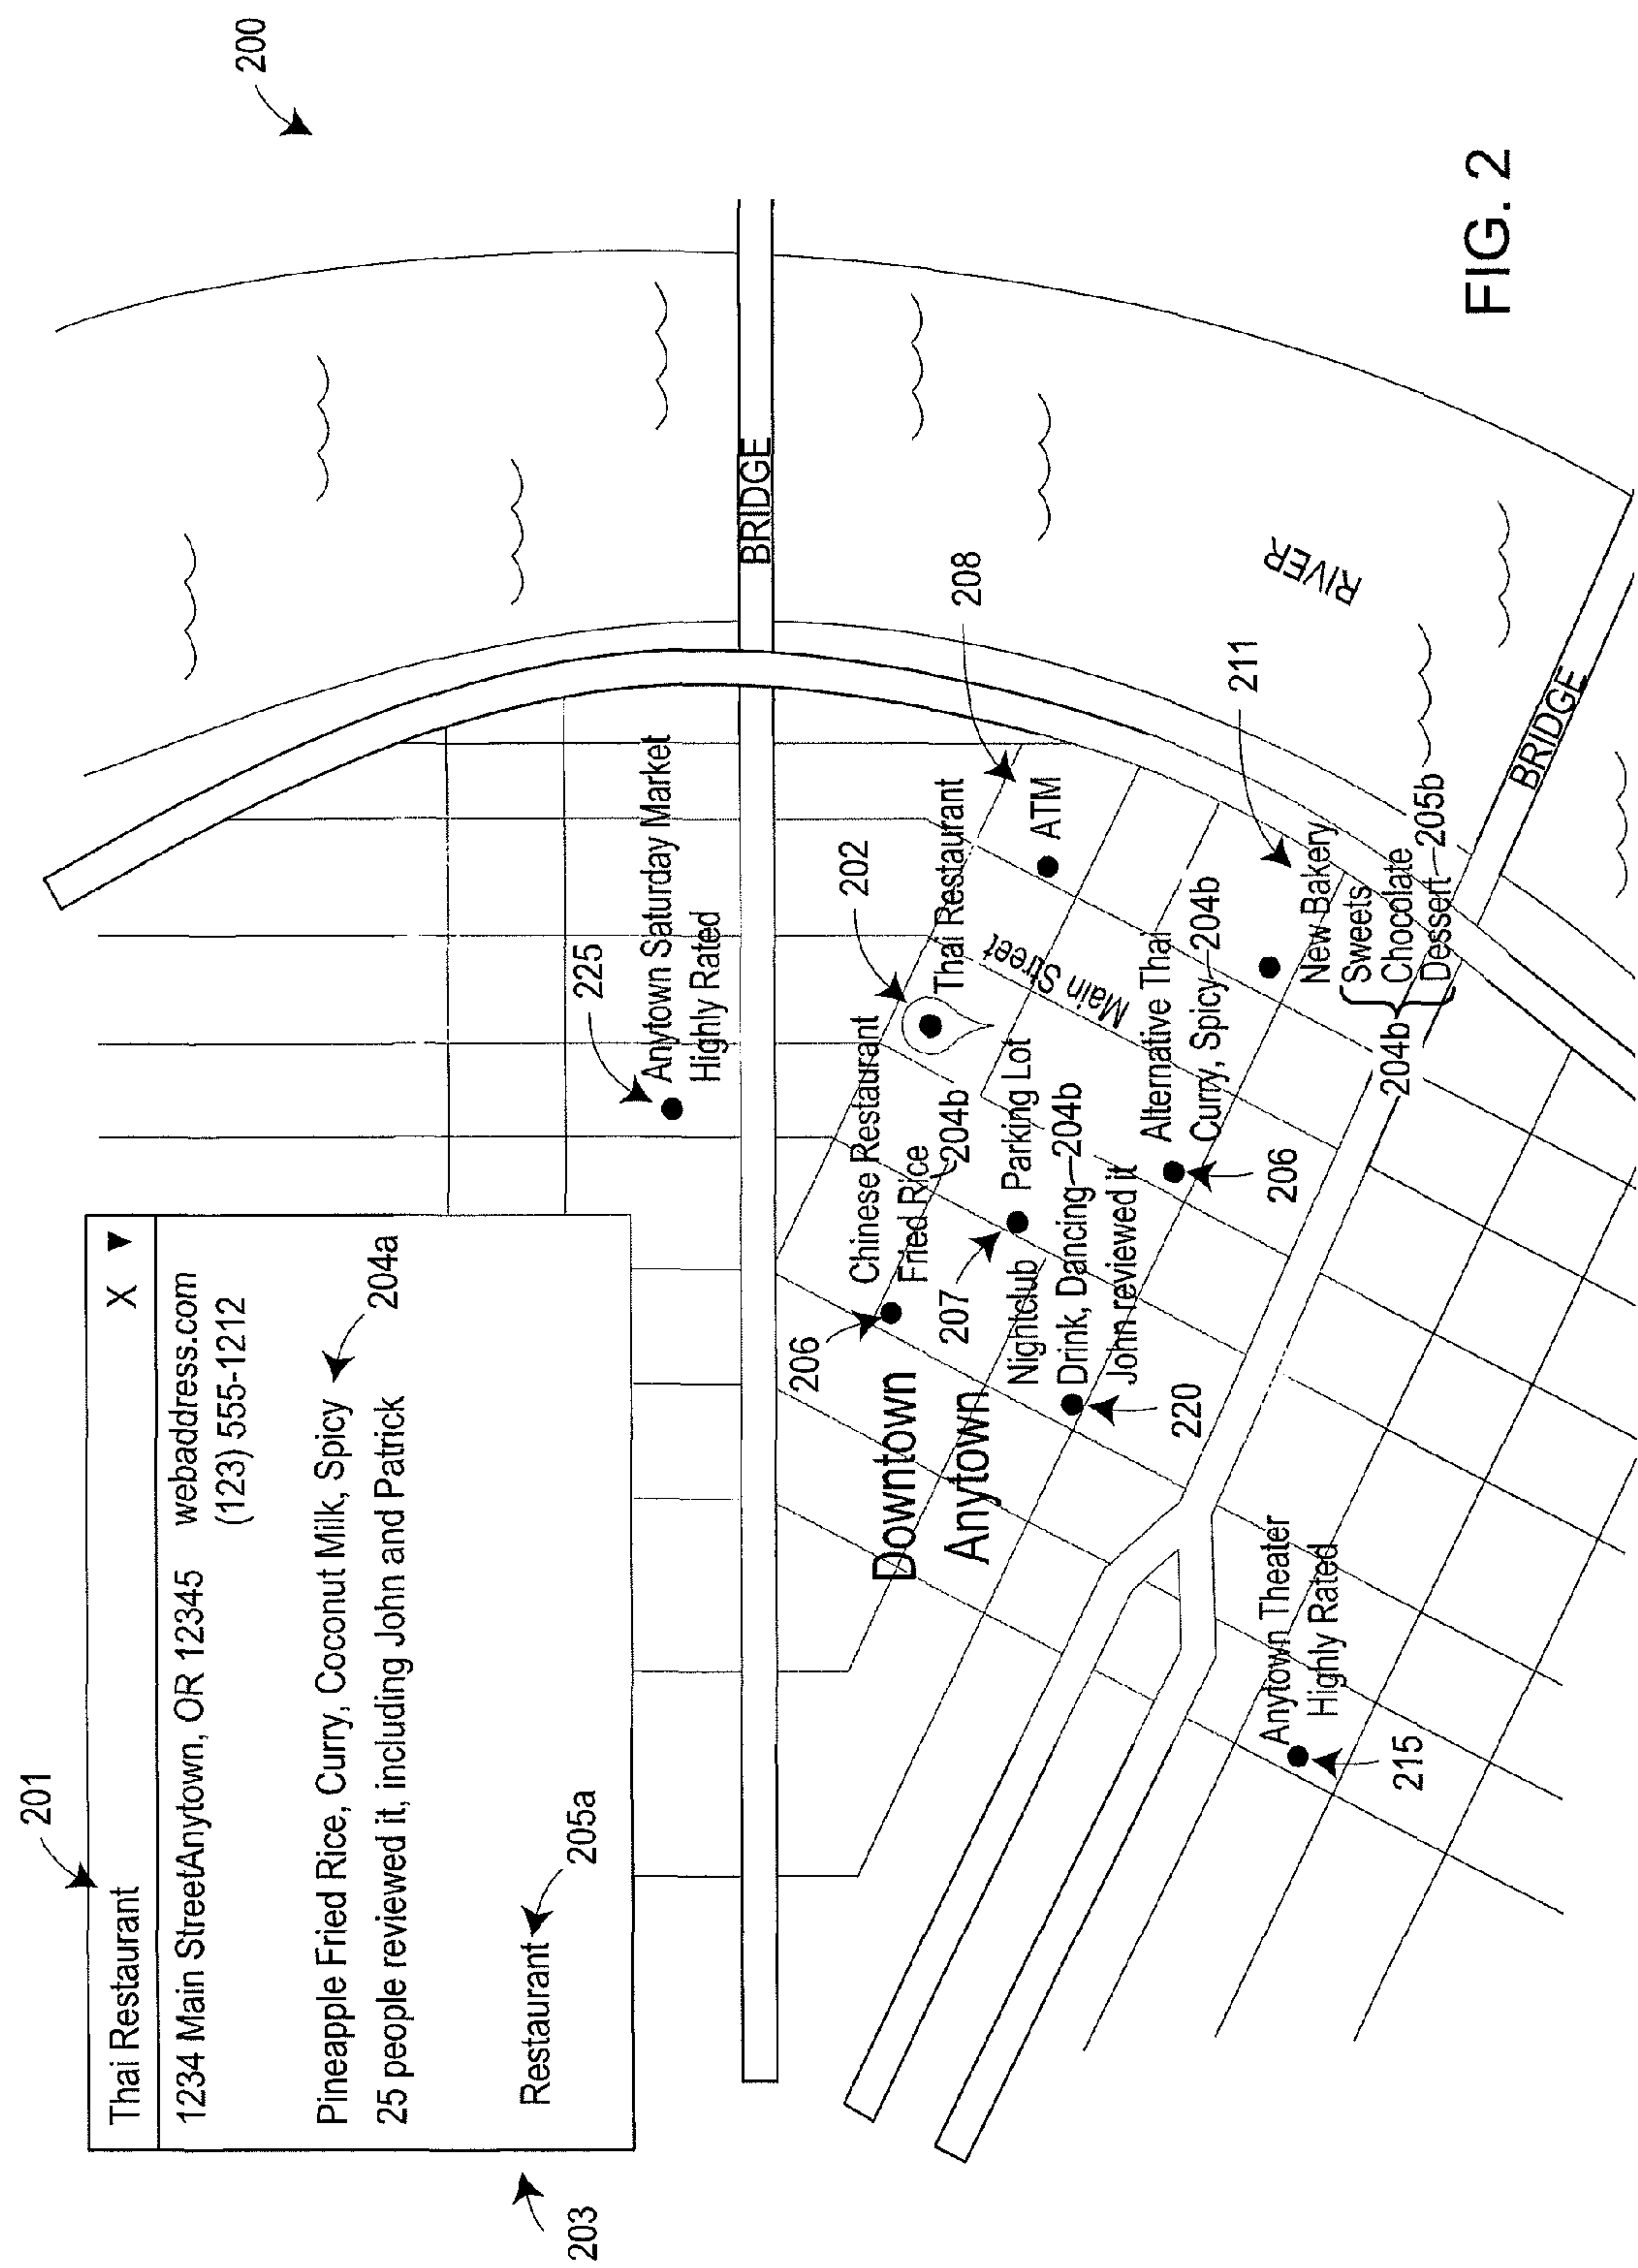 200
201
Thai Restaurant X ▼
1234 Main StreetAnytown, OR 12345 webaddress.com
(123) 555-1212
Pineapple Fried Rice, Curry, Coconut Milk, Spicy
204a
25 people reviewed it, including John and Patrick
Restaurant
205a
203
225
Anytown Saturday Market
Highly Rated
BRIDGE
202
Thai Restaurant
208
ATM
Main Street
Chinese Restaurant
Fried Rice
204b
206
207
Parking Lot
Downtown
Anytown
Nightclub
Drink, Dancing 204b
John reviewed it
220
Alternative Thai
Curry, Spicy 204b
206
211
New Bakery
Sweets
Chocolate
Dessert 205b
204b
RIVER
BRIDGE
Anytown Theater
Highly Rated
215
FIG. 2